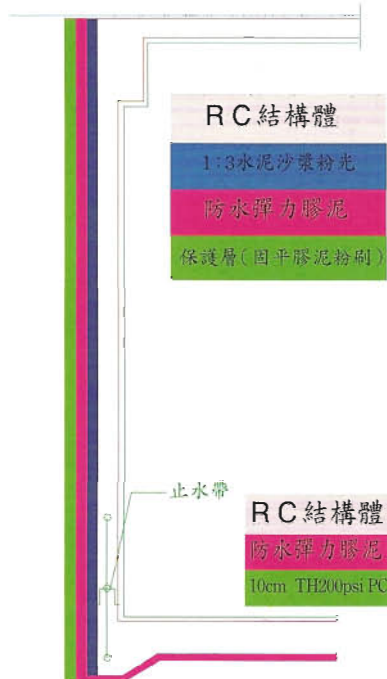 RC結構體
1:3水泥沙漿粉光
防水彈力膠泥
保護層(固平膠泥粉刷)
止水帶
RC結構體
防水彈力膠泥
10cm TH200psi PC